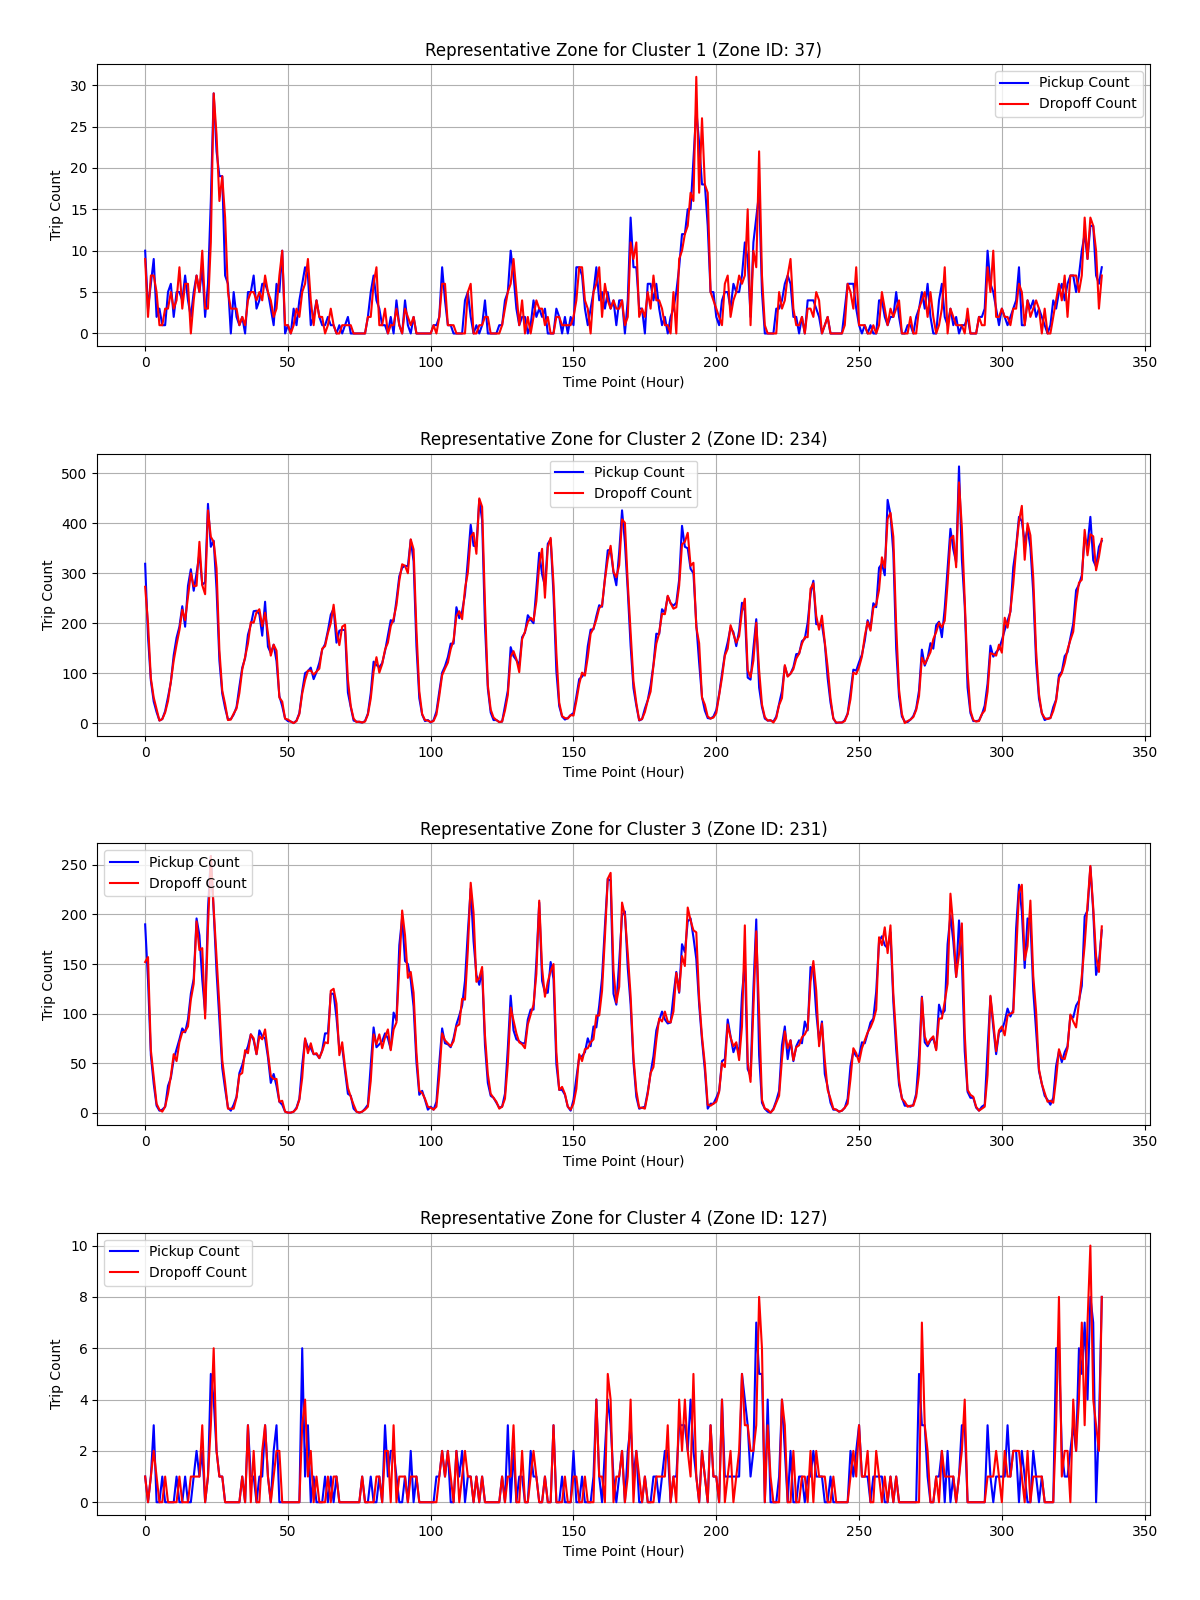 Representative Zone for Cluster 1 (Zone ID: 37)
Pickup Count
Dropoff Count
30
25
20
15
10
5
0
Trip Count
0 50 100 150 200 250 300 350
Time Point (Hour)
Representative Zone for Cluster 2 (Zone ID: 234)
Pickup Count
Dropoff Count
500
400
300
200
100
0
Trip Count
0 50 100 150 200 250 300 350
Time Point (Hour)
Representative Zone for Cluster 3 (Zone ID: 231)
Pickup Count
Dropoff Count
250
200
150
100
50
0
Trip Count
0 50 100 150 200 250 300 350
Time Point (Hour)
Representative Zone for Cluster 4 (Zone ID: 127)
Pickup Count
Dropoff Count
10
8
6
4
2
0
Trip Count
0 50 100 150 200 250 300 350
Time Point (Hour)